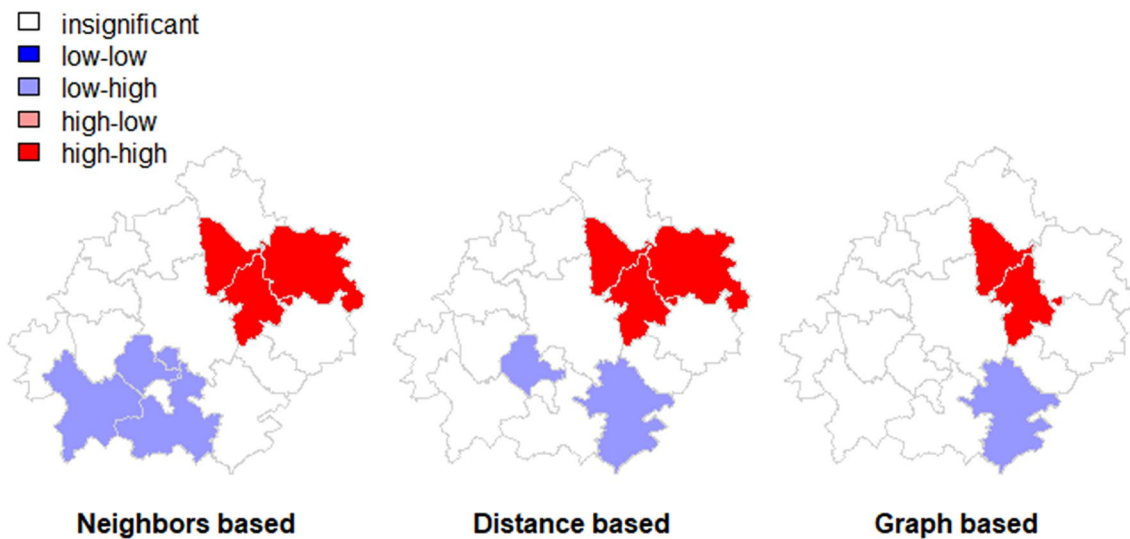 insignificant
low-low
low-high
high-low
high-high
Neighbors based
Distance based
Graph based